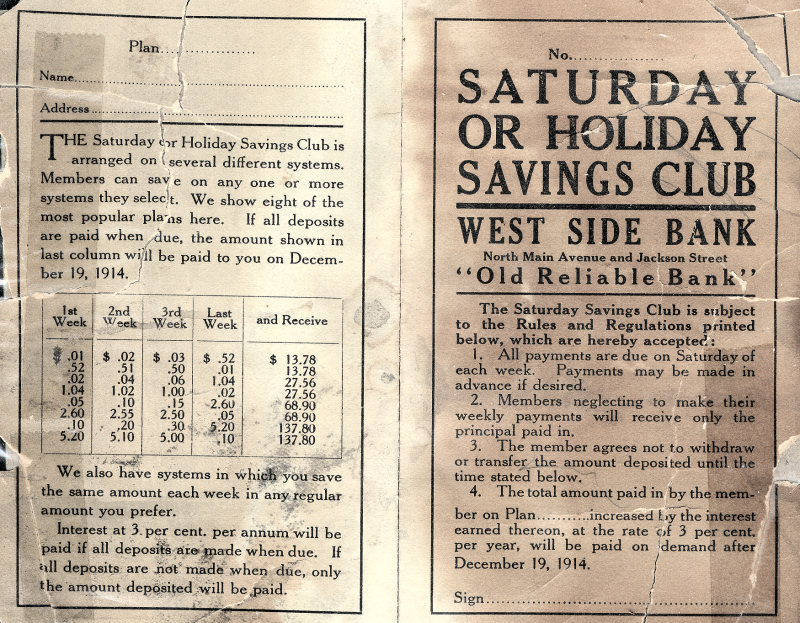 Plan..................
Name..................
Address..................
THE Saturday or Holiday Savings Club is
arranged on several different systems.
Members can save on any one or more
systems they select. We show eight of the
most popular plans here. If all deposits
are paid when due, the amount shown in
last column will be paid to you on Decem-
ber 19, 1914.
1st Week 2nd Week 3rd Week Last Week and Receive
$ .01 $ .02 $ .03 $ .52 $ 13.78
.52 .51 .50 .01 13.78
.02 .04 .06 1.04 27.56
1.04 1.02 1.00 .02 27.56
.05 .10 .15 2.60 68.90
2.60 2.55 2.50 .05 68.90
.10 .20 .30 5.20 137.80
5.20 5.10 5.00 .10 137.80
We also have systems in which you save
the same amount each week in any regular
amount you prefer.
Interest at 3 per cent. per annum will be
paid if all deposits are made when due. If
all deposits are not made when due, only
the amount deposited will be paid.
No..................
SATURDAY
OR HOLIDAY
SAVINGS CLUB
WEST SIDE BANK
North Main Avenue and Jackson Street
"Old Reliable Bank"
The Saturday Savings Club is subject
to the Rules and Regulations printed
below, which are hereby accepted:
1. All payments are due on Saturday of
each week. Payments may be made in
advance if desired.
2. Members neglecting to make their
weekly payments will receive only the
principal paid in.
3. The member agrees not to withdraw
or transfer the amount deposited until the
time stated below.
4. The total amount paid in by the mem-
ber on Plan...........increased by the interest
earned thereon, at the rate of 3 per cent.
per year, will be paid on demand after
December 19, 1914.
Sign..................